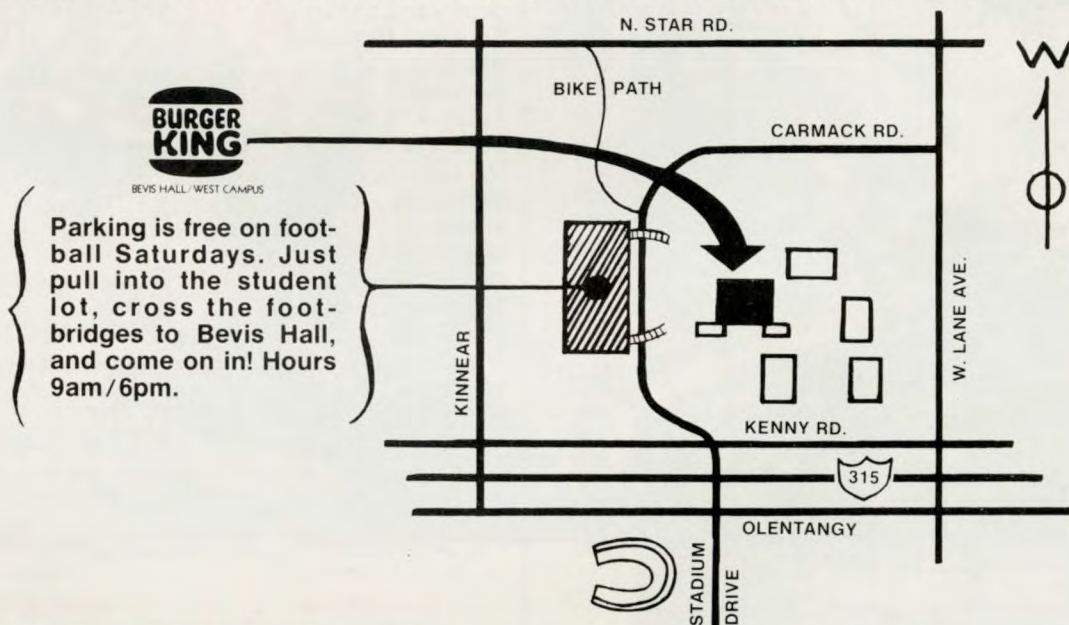 N. STAR RD.
W
BIKE PATH
BURGER
KING
CARMACK RD.
BEVIS HALL/WEST CAMPUS
Parking is free on foot-
ball Saturdays. Just
pull into the student
lot, cross the foot-
bridges to Bevis Hall,
and come on in! Hours
9am/6pm.
KINNEAR
W. LANE AVE.
KENNY RD.
315
OLENTANGY
STADIUM
DRIVE